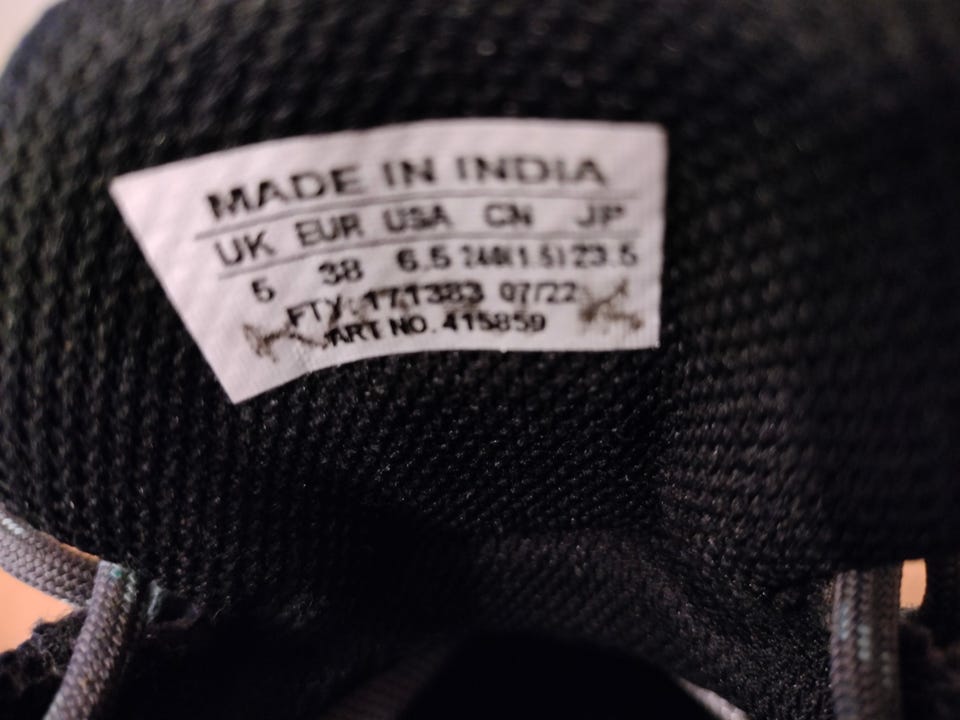 MADE IN INDIA
UK EUR USA CN JP
5 38 6.5 240(1.5) 23.5
FTY: 171383 07/22
ART NO. 415859